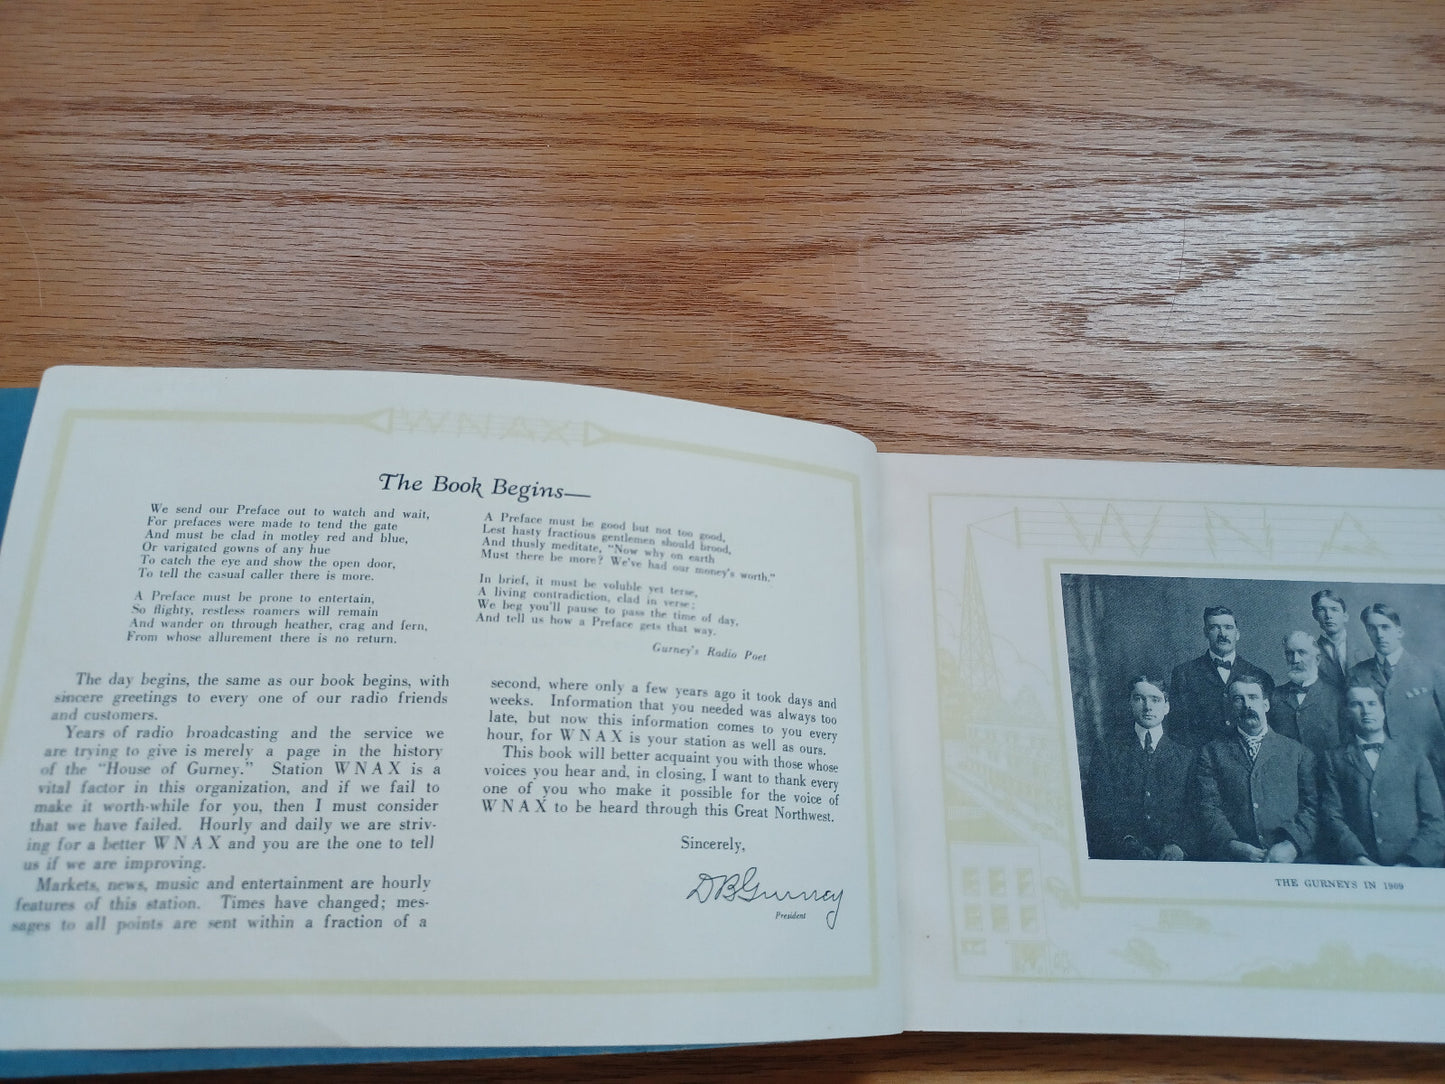 WNAX
The Book Begins—
We send our Preface out to watch and wait,
For prefaces were made to tend the gate
And must be clad in motley red and blue,
Or varigated gowns of any hue
To catch the eye and show the open door,
To tell the casual caller there is more.
A Preface must be prone to entertain,
So flighty, restless roamers will remain
And wander on through heather, crag and fern,
From whose allurement there is no return.
A Preface must be good but not too good,
Lest hasty fractious gentlemen should brood,
And thusly meditate, "Now why on earth
Must there be more? We've had our money's worth."
In brief, it must be voluble yet terse,
A living contradiction, clad in verse;
We beg you'll pause to pass the time of day,
And tell us how a Preface gets that way.
Gurney's Radio Poet
The day begins, the same as our book begins, with
sincere greetings to every one of our radio friends
and customers.
Years of radio broadcasting and the service we
are trying to give is merely a page in the history
of the "House of Gurney." Station WNAX is a
vital factor in this organization, and if we fail to
make it worth-while for you, then I must consider
that we have failed. Hourly and daily we are striv-
ing for a better WNAX and you are the one to tell
us if we are improving.
Markets, news, music and entertainment are hourly
features of this station. Times have changed; mes-
sages to all points are sent within a fraction of a
second, where only a few years ago it took days and
weeks. Information that you needed was always too
late, but now this information comes to you every
hour, for WNAX is your station as well as ours.
This book will better acquaint you with those whose
voices you hear and, in closing, I want to thank every
one of you who make it possible for the voice of
WNAX to be heard through this Great Northwest.
Sincerely,
DBGurney
President
WNA
THE GURNEYS IN 1909